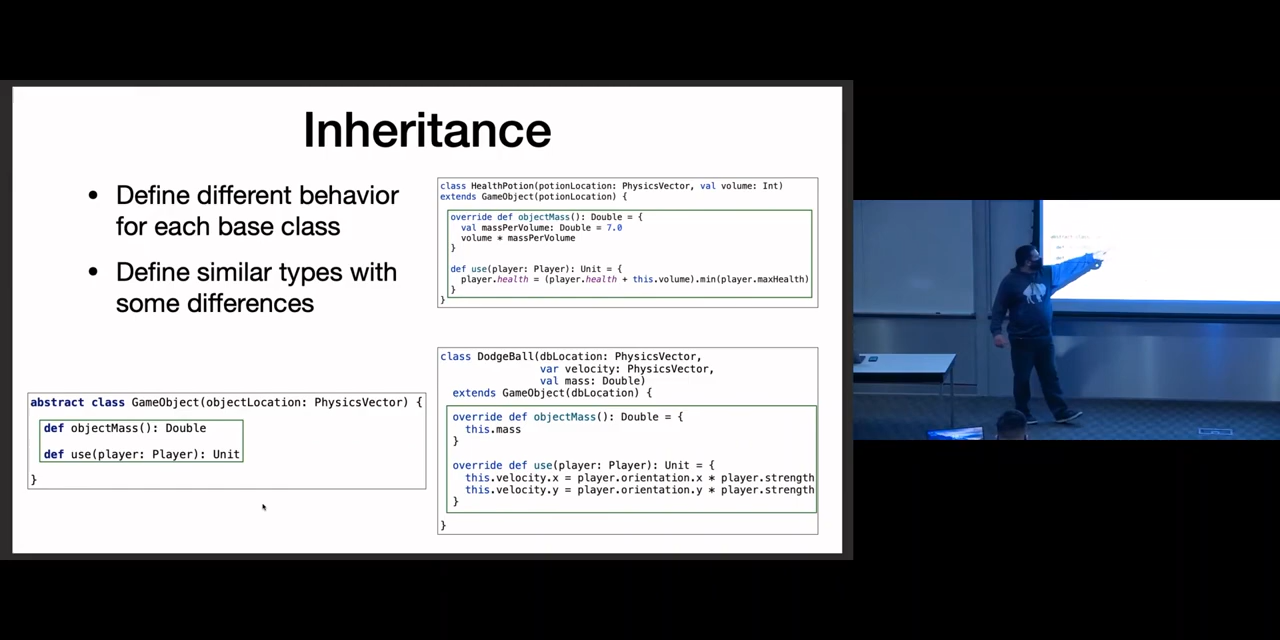 Inheritance
• Define different behavior
for each base class
• Define similar types with
some differences
abstract class GameObject(objectLocation: PhysicsVector) {
def objectMass(): Double
def use(player: Player): Unit
}
class HealthPotion(potionLocation: PhysicsVector, val volume: Int)
extends GameObject(potionLocation) {
override def objectMass(): Double = {
val massPerVolume: Double = 7.0
volume * massPerVolume
}
def use(player: Player): Unit = {
player.health = (player.health + this.volume).min(player.maxHealth)
}
}
class DodgeBall(dbLocation: PhysicsVector,
var velocity: PhysicsVector,
val mass: Double)
extends GameObject(dbLocation) {
override def objectMass(): Double = {
this.mass
}
override def use(player: Player): Unit = {
this.velocity.x = player.orientation.x * player.strength
this.velocity.y = player.orientation.y * player.strength
}
}